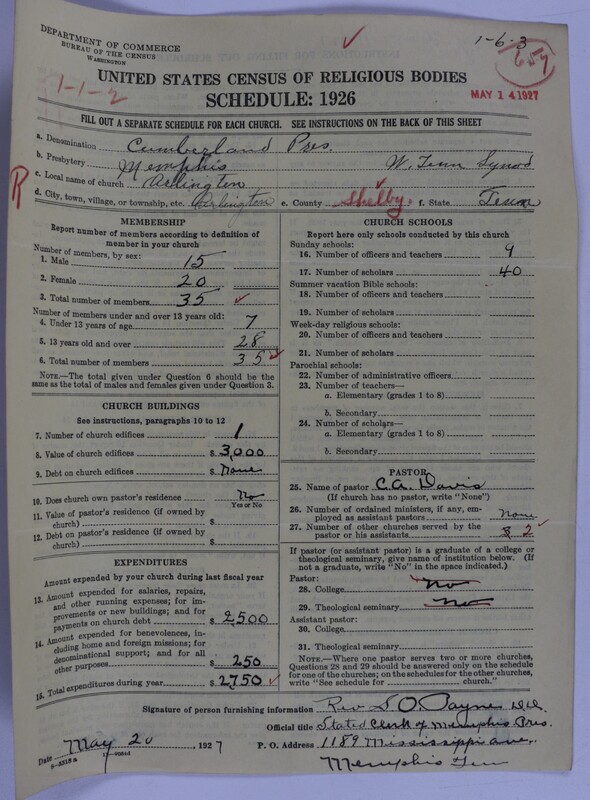 DEPARTMENT OF COMMERCE
BUREAU OF THE CENSUS
WASHINGTON
1-6-3
657
1-1-2
MAY 14 1927
UNITED STATES CENSUS OF RELIGIOUS BODIES
SCHEDULE: 1926
FILL OUT A SEPARATE SCHEDULE FOR EACH CHURCH. SEE INSTRUCTIONS ON THE BACK OF THIS SHEET
a. Denomination Cumberland Pres.
b. Presbytery Memphis W. Tenn Synod
R
c. Local name of church Arlington
d. City, town, village, or township, etc. Arlington e. County Shelby. f. State Tenn
MEMBERSHIP
Report number of members according to definition of
member in your church
Number of members, by sex:
1. Male 15
2. Female 20
3. Total number of members 35
Number of members under and over 13 years old:
4. Under 13 years of age 7
5. 13 years old and over 28
6. Total number of members 35
NOTE.—The total given under Question 6 should be the
same as the total of males and females given under Question 3.
CHURCH BUILDINGS
See instructions, paragraphs 10 to 12
7. Number of church edifices 1
8. Value of church edifices $ 3,000
9. Debt on church edifices $ None
10. Does church own pastor's residence No
Yes or No
11. Value of pastor's residence (if owned by
church) $
12. Debt on pastor's residence (if owned by
church) $
EXPENDITURES
Amount expended by your church during last fiscal year
13. Amount expended for salaries, repairs,
and other running expenses; for im-
provements or new buildings; and for
payments on church debt $ 2500
14. Amount expended for benevolences, in-
cluding home and foreign missions; for
denominational support; and for all
other purposes $ 250
15. Total expenditures during year $ 2750
CHURCH SCHOOLS
Report here only schools conducted by this church
Sunday schools:
16. Number of officers and teachers 9
17. Number of scholars 40
Summer vacation Bible schools:
18. Number of officers and teachers
19. Number of scholars
Week-day religious schools:
20. Number of officers and teachers
21. Number of scholars
Parochial schools:
22. Number of administrative officers
23. Number of teachers—
a. Elementary (grades 1 to 8)
b. Secondary
24. Number of scholars—
a. Elementary (grades 1 to 8)
b. Secondary
PASTOR
25. Name of pastor C.A. Davis
(If church has no pastor, write "None")
26. Number of ordained ministers, if any, em-
ployed as assistant pastors None
27. Number of other churches served by the
pastor or his assistants 2
If pastor (or assistant pastor) is a graduate of a college or
theological seminary, give name of institution below. (If
not a graduate, write "No" in the space indicated.)
Pastor:
28. College No
29. Theological seminary No
Assistant pastor:
30. College
31. Theological seminary
NOTE.—Where one pastor serves two or more churches,
Questions 28 and 29 should be answered only on the schedule
for one of the churches; on the schedules for the other churches,
write "See schedule for church."
Signature of person furnishing information Rev. Payne D.D.
Official title Stated Clerk of Memphis Pres.
Date May 20, 1927 P. O. Address 1189 Mississippi ave.,
Memphis Tenn